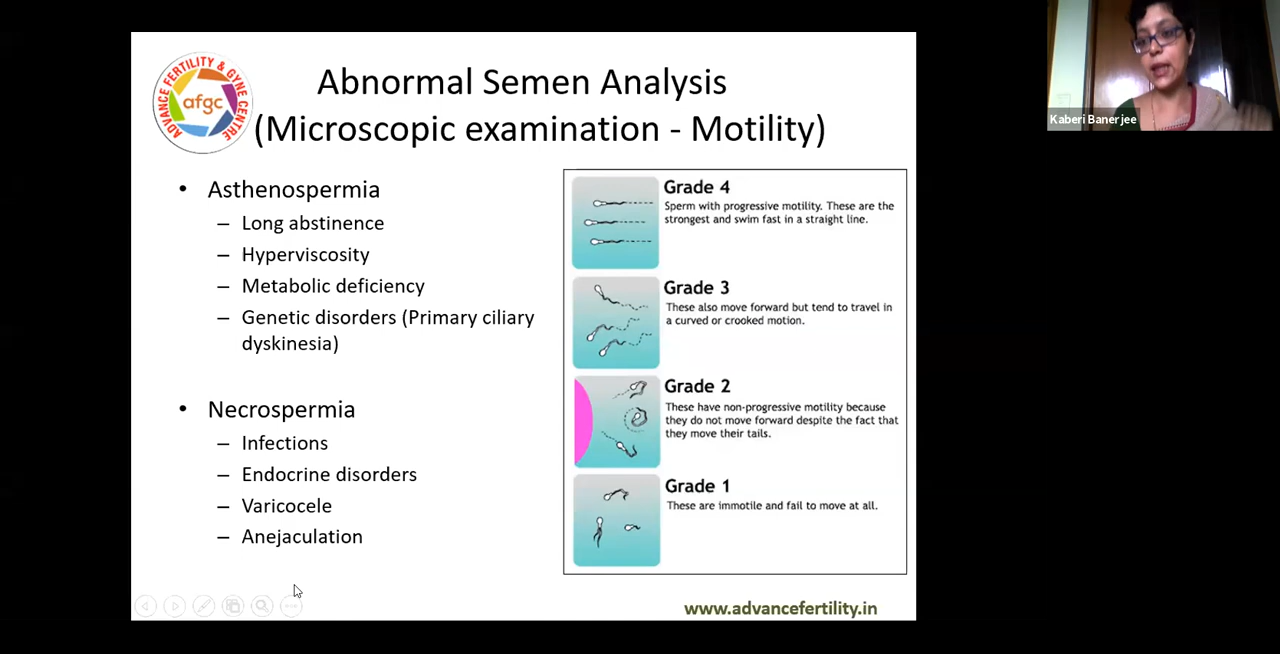 ADVANCE FERTILITY & GYNE CENTRE
afgc
Abnormal Semen Analysis
(Microscopic examination - Motility)
• Asthenospermia
– Long abstinence
– Hyperviscosity
– Metabolic deficiency
– Genetic disorders (Primary ciliary
dyskinesia)
• Necrospermia
– Infections
– Endocrine disorders
– Varicocele
– Anejaculation
Grade 4
Sperm with progressive motility. These are the
strongest and swim fast in a straight line.
Grade 3
These also move forward but tend to travel in
a curved or crooked motion.
Grade 2
These have non-progressive motility because
they do not move forward despite the fact that
they move their tails.
Grade 1
These are immotile and fail to move at all.
www.advancefertility.in
Kaberi Banerjee